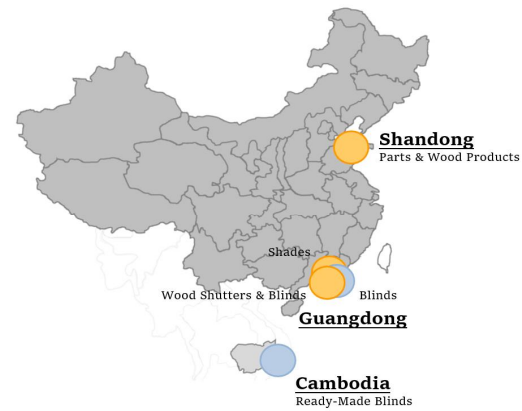 Shandong
Parts & Wood Products
Shades
Wood Shutters & Blinds
Blinds
Guangdong
Cambodia
Ready-Made Blinds